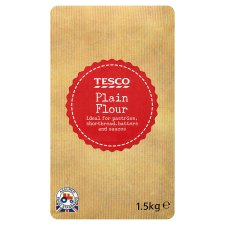 TESCO
Plain
Flour
Ideal for pastries,
shortbread, batters
and sauces
1.5kg e